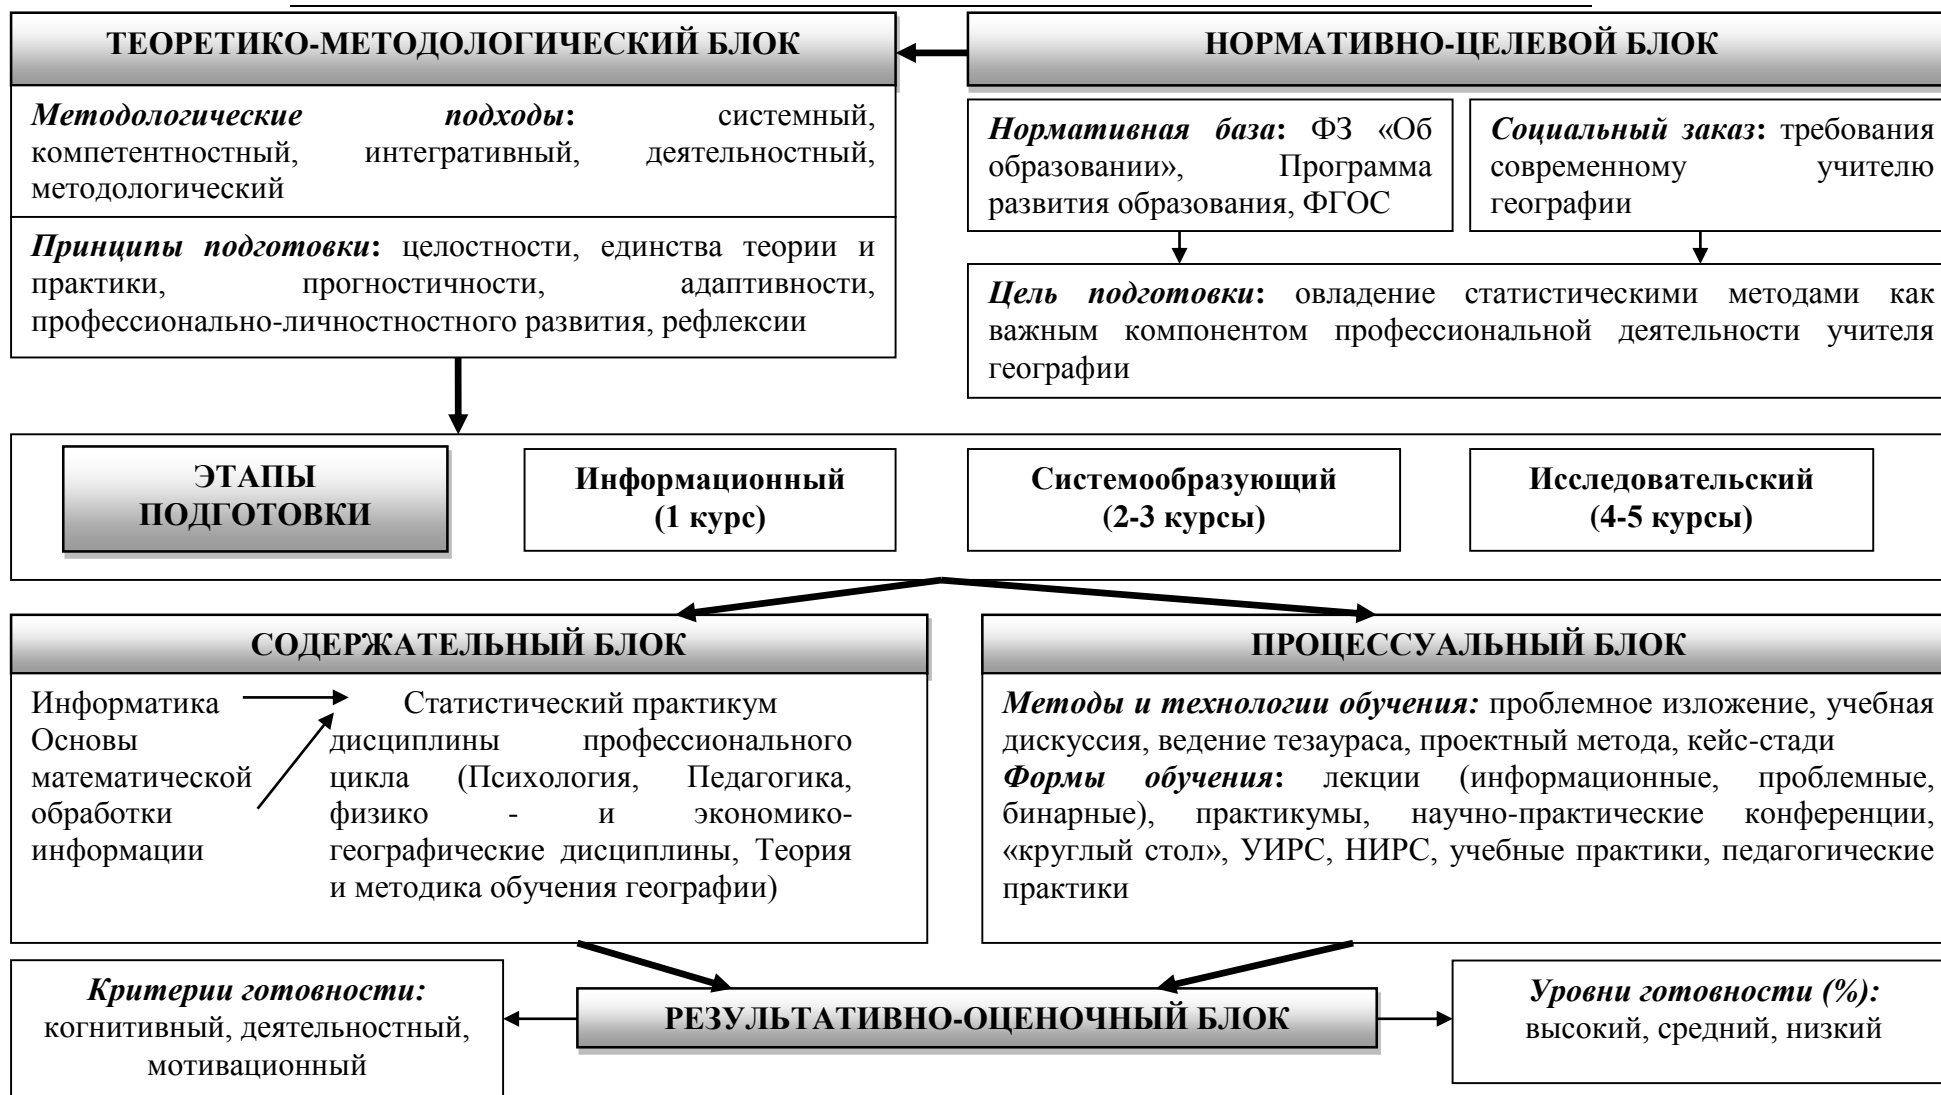 ТЕОРЕТИКО-МЕТОДОЛОГИЧЕСКИЙ БЛОК
Методологические подходы: системный,
компетентностный, интегративный, деятельностный,
методологический
Принципы подготовки: целостности, единства теории и
практики, прогностичности, адаптивности,
профессионально-личностностного развития, рефлексии
НОРМАТИВНО-ЦЕЛЕВОЙ БЛОК
Нормативная база: ФЗ «Об
образовании», Программа
развития образования, ФГОС
Социальный заказ: требования
современному учителю
географии
Цель подготовки: овладение статистическими методами как
важным компонентом профессиональной деятельности учителя
географии
ЭТАПЫ
ПОДГОТОВКИ
Информационный
(1 курс)
Системообразующий
(2-3 курсы)
Исследовательский
(4-5 курсы)
СОДЕРЖАТЕЛЬНЫЙ БЛОК
Информатика
Основы
математической
обработки
информации
Статистический практикум
дисциплины профессионального
цикла (Психология, Педагогика,
физико - и экономико-
географические дисциплины, Теория
и методика обучения географии)
ПРОЦЕССУАЛЬНЫЙ БЛОК
Методы и технологии обучения: проблемное изложение, учебная
дискуссия, ведение тезаураса, проектный метода, кейс-стади
Формы обучения: лекции (информационные, проблемные,
бинарные), практикумы, научно-практические конференции,
«круглый стол», УИРС, НИРС, учебные практики, педагогические
практики
Критерии готовности:
когнитивный, деятельностный,
мотивационный
РЕЗУЛЬТАТИВНО-ОЦЕНОЧНЫЙ БЛОК
Уровни готовности (%):
высокий, средний, низкий